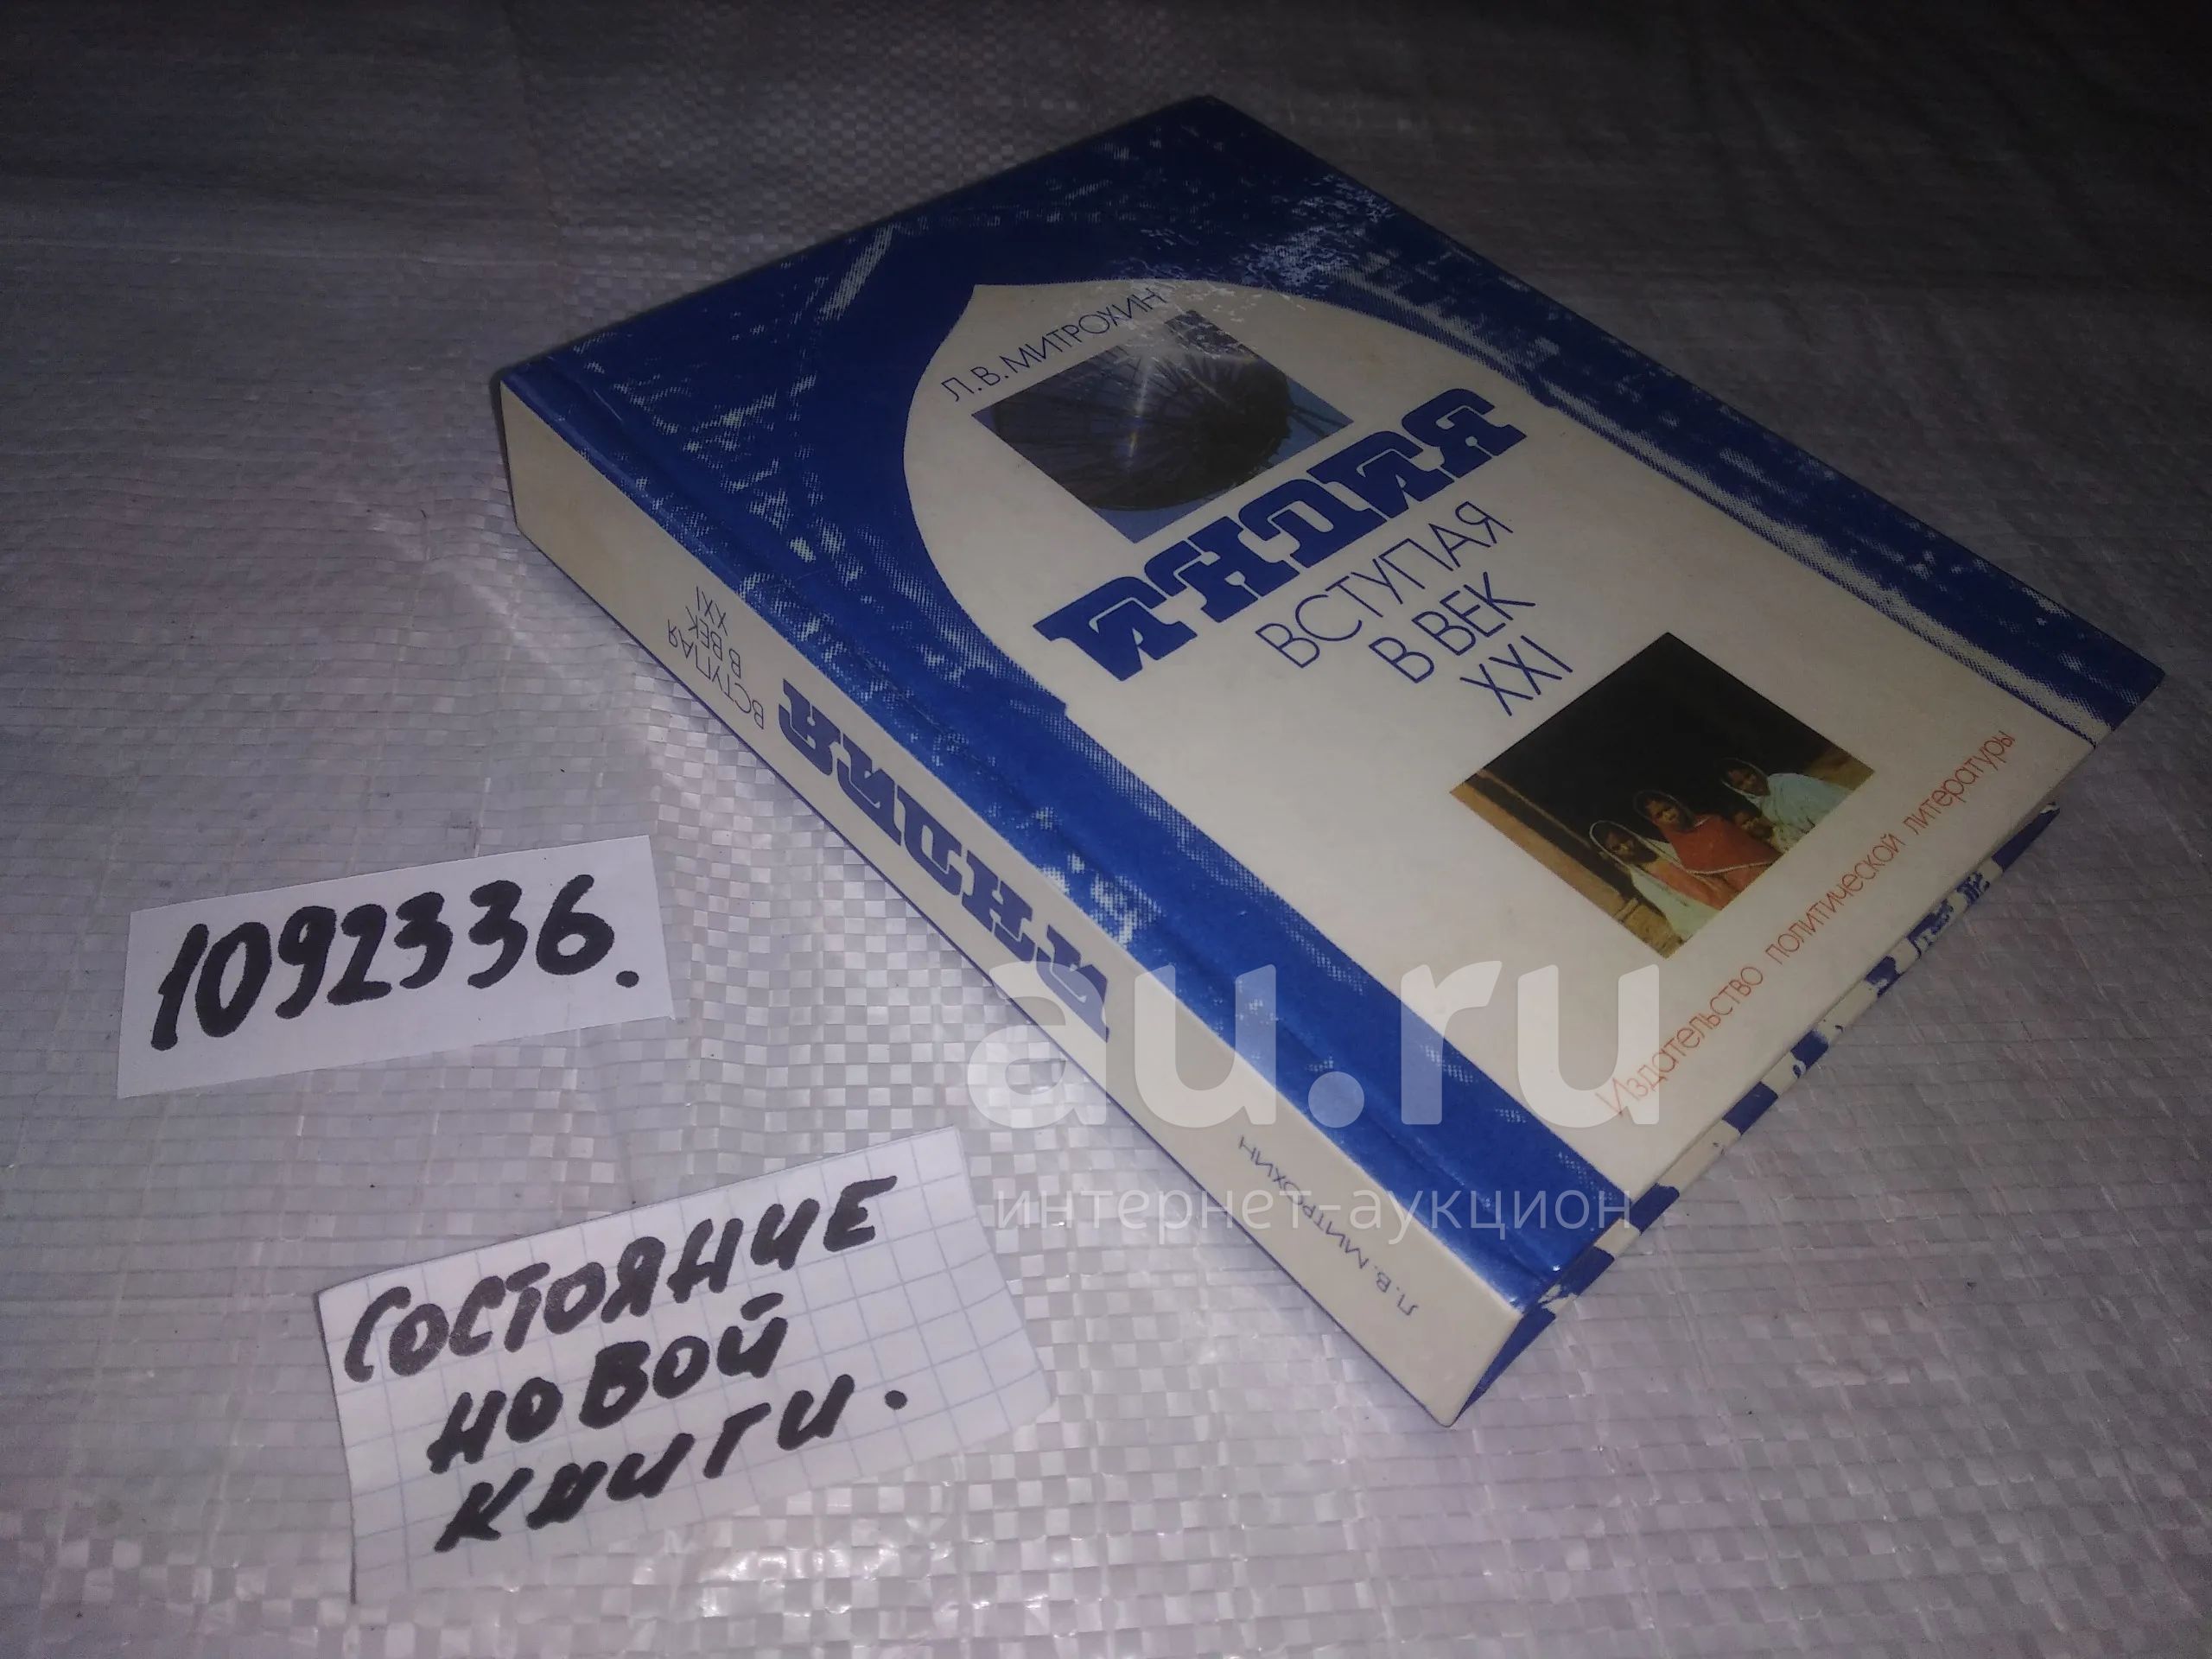 Л.В.МИТРОХИН
ИНДИЯ
ВСТУПАЯ
В ВЕК
XXI
Издательство политической литературы
ВСТУПАЯ
В ВЕК
XXI
ИНДИЯ
Л.В.МИТРОХИН
1092336.
СОСТОЯНИЕ
НОВОЙ
КНИГИ.
au.ru
интернет-аукцион